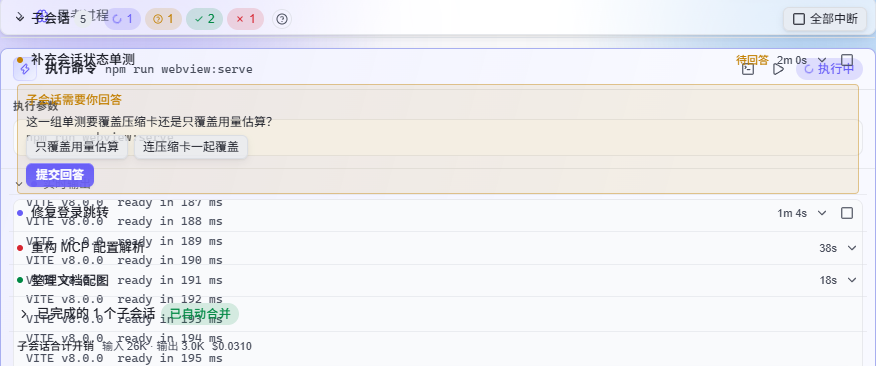 子会话 5 1 1 2 1 全部中断
补充会话状态单测 待回答 2m 0s
执行命令 npm run webview:serve 执行中
子会话需要你回答
执行参数
这一组单测要覆盖压缩卡还是只覆盖用量估算?
只覆盖用量估算 连压缩卡一起覆盖
提交回答
VITE v8.0.0 ready in 187 ms
修复登录跳转 1m 4s
VITE v8.0.0 ready in 188 ms
VITE v8.0.0 ready in 189 ms
重构 MCP 配置解析 38s
VITE v8.0.0 ready in 190 ms
整理文档配图 18s
VITE v8.0.0 ready in 191 ms
VITE v8.0.0 ready in 192 ms
已完成的 1 个子会话 已自动合并
VITE v8.0.0 ready in 193 ms
VITE v8.0.0 ready in 194 ms
子会话合计开销 输入 26K · 输出 3.0K $0.0310
VITE v8.0.0 ready in 195 ms